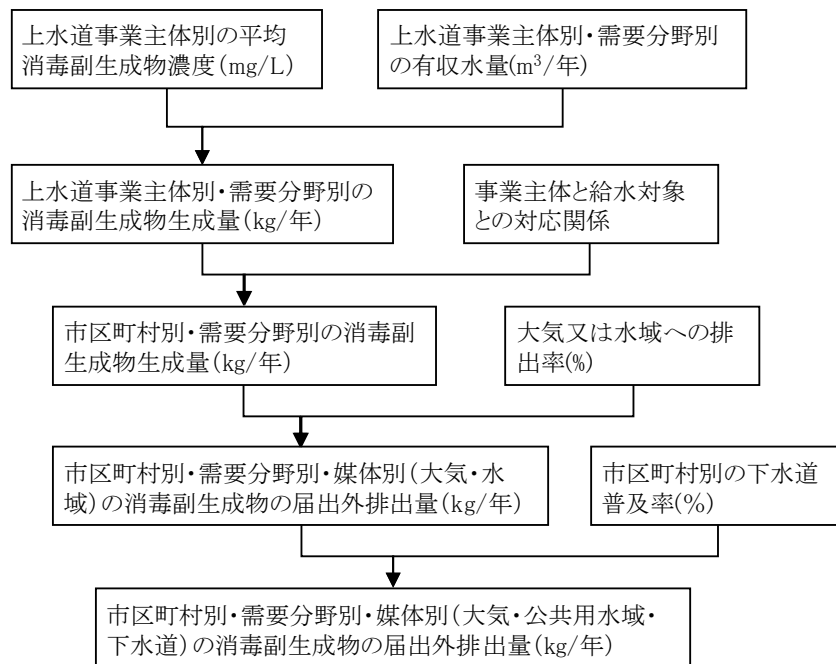 上水道事業主体別の平均
消毒副生成物濃度(mg/L)
上水道事業主体別・需要分野別
の有収水量(m³/年)
上水道事業主体別・需要分野別の
消毒副生成物生成量(kg/年)
事業主体と給水対象
との対応関係
市区町村別・需要分野別の消毒副
生成物生成量(kg/年)
大気又は水域への排
出率(%)
市区町村別・需要分野別・媒体別(大気・水
域)の消毒副生成物の届出外排出量(kg/年)
市区町村別の下水道
普及率(%)
市区町村別・需要分野別・媒体別(大気・公共用水域・
下水道)の消毒副生成物の届出外排出量(kg/年)